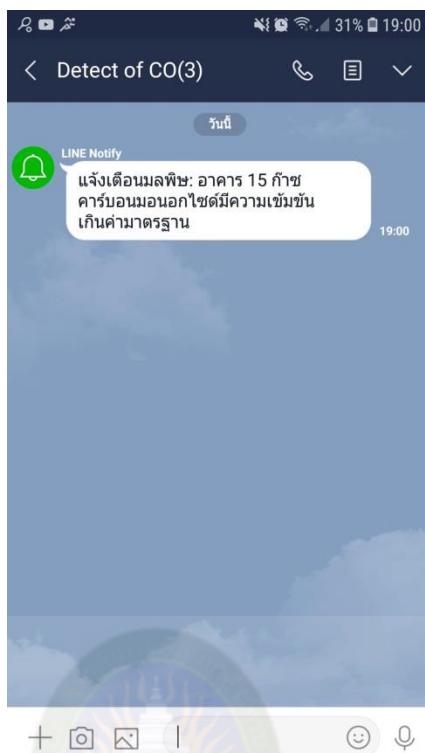 31% 19:00
Detect of CO(3)
วันนี้
LINE Notify
แจ้งเตือนมลพิษ: อาคาร 15 ก๊าซ
คาร์บอนมอนอกไซด์มีความเข้มข้น
เกินค่ามาตรฐาน
19:00